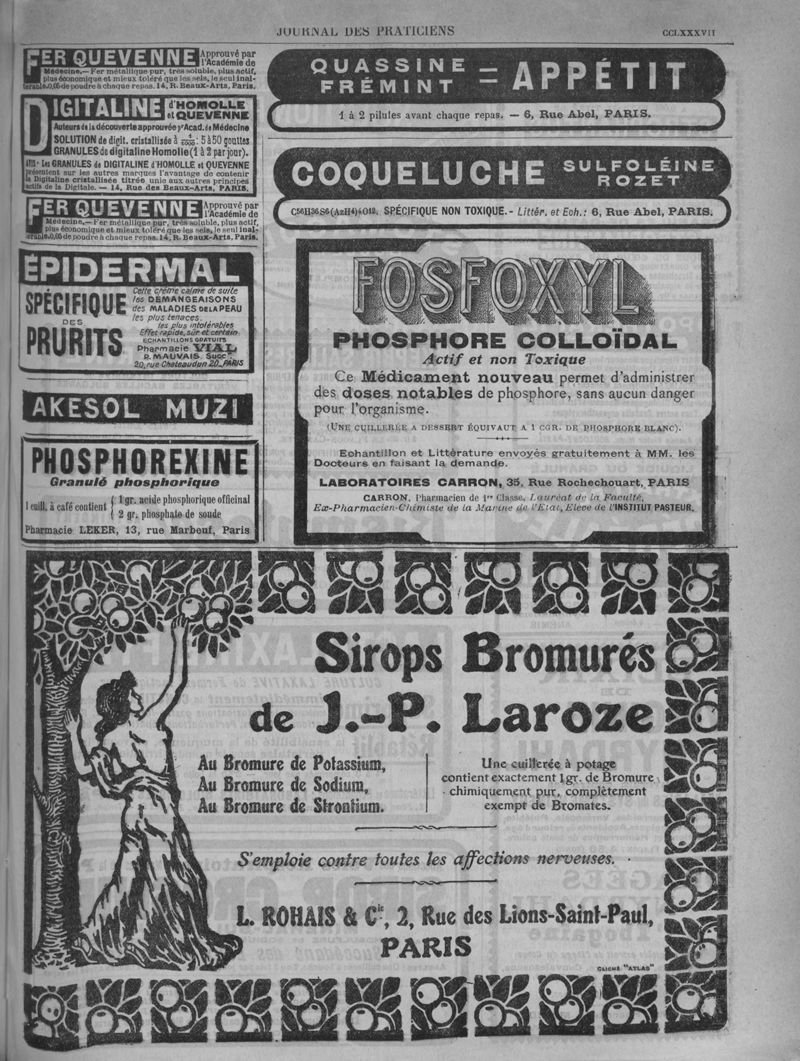 JOURNAL DES PRATICIENS
CCLXXXVII
FER QUEVENNE Approuvé par
l'Académie de
Médecine.— Fer métallique pur, très soluble, plus actif,
plus économique et mieux toléré que les sels, le seul inal-
térable.0,05 de poudre à chaque repas. 14, R. Beaux-Arts, Paris.
DIGITALINE d'HOMOLLE
et QUEVENNE
Auteurs de la découverte approuvée pr Acad. de Médecine
SOLUTION de digit. cristallisée à 1/1000: 5 à 50 gouttes
GRANULES de digitaline Homolle (1 à 2 par jour).
Les GRANULES de DIGITALINE d'HOMOLLE et QUEVENNE
présentent sur les autres marques l'avantage de contenir
la Digitaline cristallisée titrée unie aux autres principes
actifs de la Digitale. — 14, Rue des Beaux-Arts, PARIS.
FER QUEVENNE Approuvé par
l'Académie de
Médecine.— Fer métallique pur, très soluble, plus actif,
plus économique et mieux toléré que les sels, le seul inal-
térable.0,05 de poudre à chaque repas. 14, R. Beaux-Arts, Paris.
ÉPIDERMAL
SPÉCIFIQUE
DES
PRURITS
Cette crème calme de suite
les DEMANGEAISONS
des MALADIES DE LA PEAU
les plus tenaces.
les plus intolérables
Effet rapide, sûr et certain
ECHANTILLONS GRATUITS
Pharmacie VIAL
R. MAUVAIS. Succr
20, rue Chateaudun 20_PARIS
AKESOL MUZI
PHOSPHOREXINE
Granulé phosphorique
1 cuill. à café contient { 1 gr. acide phosphorique officinal
2 gr. phosphate de soude
Pharmacie LEKER, 13, rue Marbeuf, Paris
QUASSINE
FRÉMINT = APPÉTIT
1 à 2 pilules avant chaque repas. — 6, Rue Abel, PARIS.
COQUELUCHE SULFOLÉINE
ROZET
C56H36S6(AzH4)4O12. SPÉCIFIQUE NON TOXIQUE.- Littér. et Ech.: 6, Rue Abel, PARIS.
FOSFOXYL
PHOSPHORE COLLOÏDAL
Actif et non Toxique
Ce Médicament nouveau permet d'administrer
des doses notables de phosphore, sans aucun danger
pour l'organisme.
(UNE CUILLERÉE A DESSERT ÉQUIVAUT A 1 CGR. DE PHOSPHORE BLANC).
Echantillon et Littérature envoyés gratuitement à MM. les
Docteurs en faisant la demande.
LABORATOIRES CARRON, 35, Rue Rochechouart, PARIS
CARRON, Pharmacien de 1re Classe, Lauréat de la Faculté,
Ex-Pharmacien-Chimiste de la Marine de l'Etat, Elève de l'INSTITUT PASTEUR.
Sirops Bromurés
de J.-P. Laroze
Au Bromure de Potassium,
Au Bromure de Sodium,
Au Bromure de Strontium.
Une cuillerée à potage
contient exactement 1 gr. de Bromure
chimiquement pur, complètement
exempt de Bromates.
S'emploie contre toutes les affections nerveuses.
L. ROHAIS & Cie, 2, Rue des Lions-Saint-Paul,
PARIS
CLICHÉ "ATLAS"